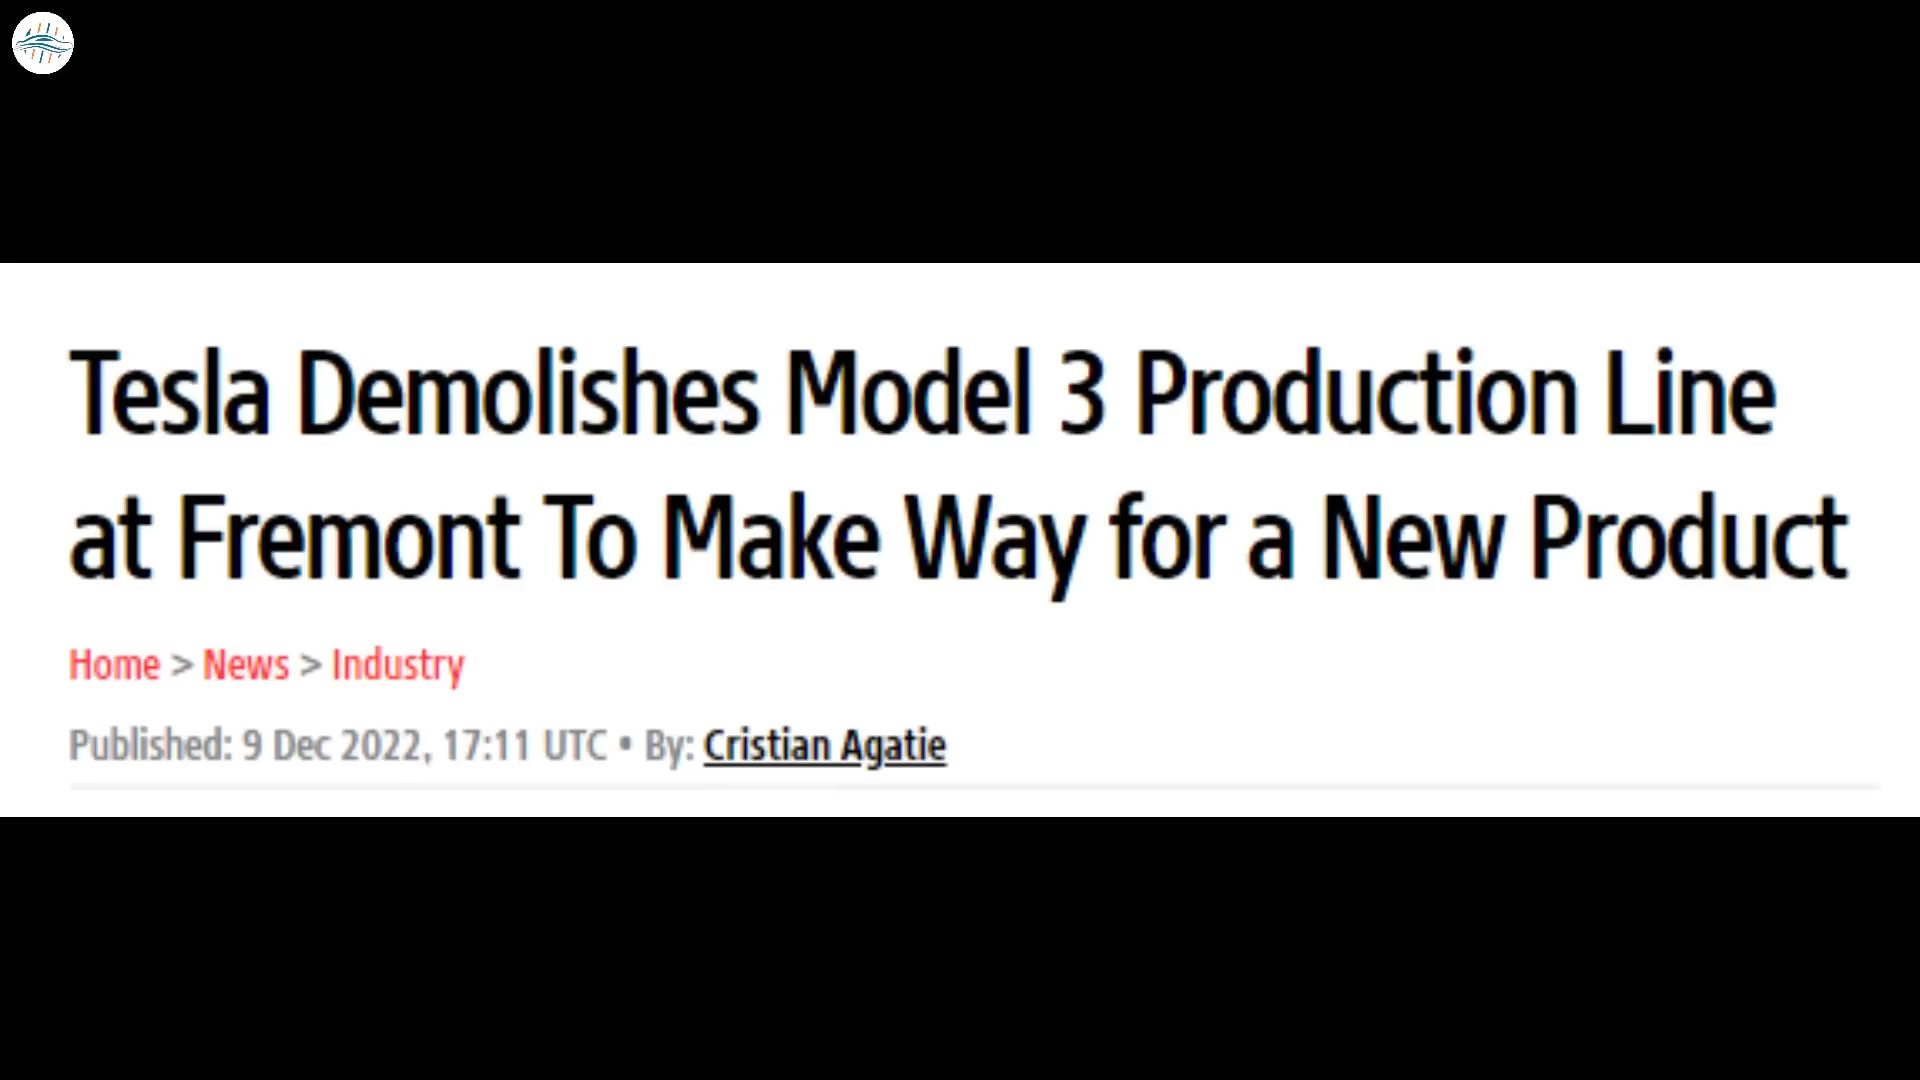 Tesla Demolishes Model 3 Production Line
at Fremont To Make Way for a New Product
Home > News > Industry
Published: 9 Dec 2022, 17:11 UTC • By: Cristian Agatie